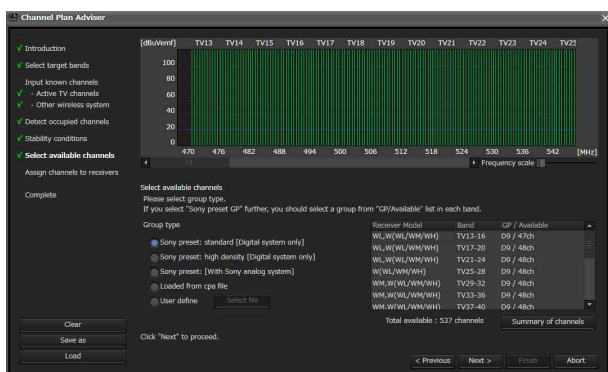 Channel Plan Adviser
Introduction
Select target bands
Input known channels
- Active TV channels
- Other wireless system
Detect occupied channels
Stability conditions
Select available channels
Assign channels to receivers
Complete
Clear
Save as
Load
[dBuVemf] TV13 TV14 TV15 TV16 TV17 TV18 TV19 TV20 TV21 TV22 TV23 TV24 TV25
100
80
60
40
20
0
470 476 482 488 494 500 506 512 518 524 530 536 542 [MHz]
Frequency scale
Select available channels
Please select group type.
If you select "Sony preset GP" further, you should select a group from "GP/Available" list in each band.
Group type
Sony preset: standard [Digital system only]
Sony preset: high density [Digital system only]
Sony preset: [With Sony analog system]
Loaded from cpa file
User define Select file
Receiver Model Band GP / Available
WL,W(WL/WM/WH) TV13-16 D9 / 47ch
WL,W(WL/WM/WH) TV17-20 D9 / 48ch
WL,W(WL/WM/WH) TV21-24 D9 / 48ch
W(WL/WM/WH) TV25-28 D9 / 48ch
WM,W(WL/WM/WH) TV29-32 D9 / 48ch
WM,W(WL/WM/WH) TV33-36 D9 / 48ch
WM,W(WL/WM/WH) TV37-40 D9 / 48ch
Total available : 537 channels Summary of channels
Click "Next" to proceed.
< Previous Next > Finish Abort